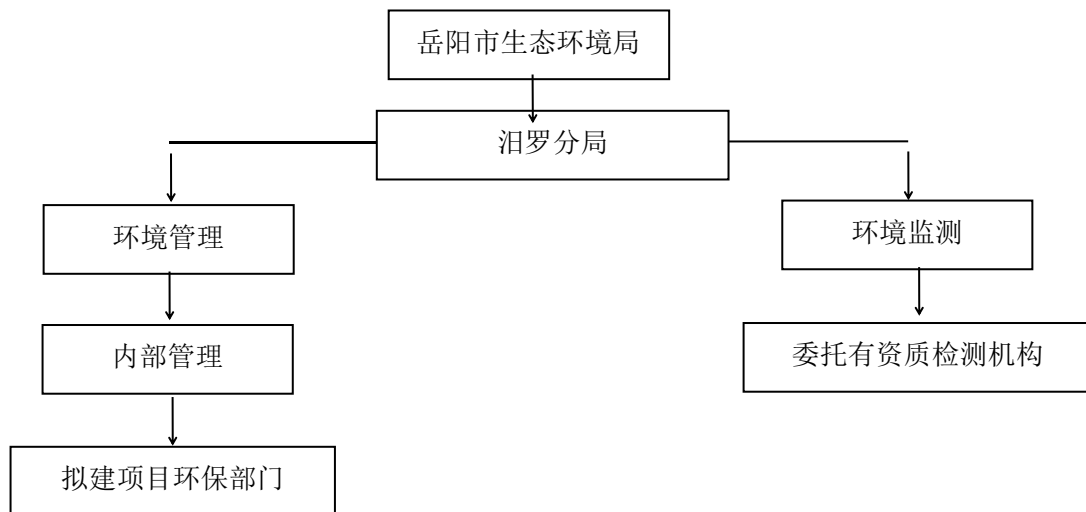 岳阳市生态环境局
汨罗分局
环境管理
环境监测
内部管理
委托有资质检测机构
拟建项目环保部门